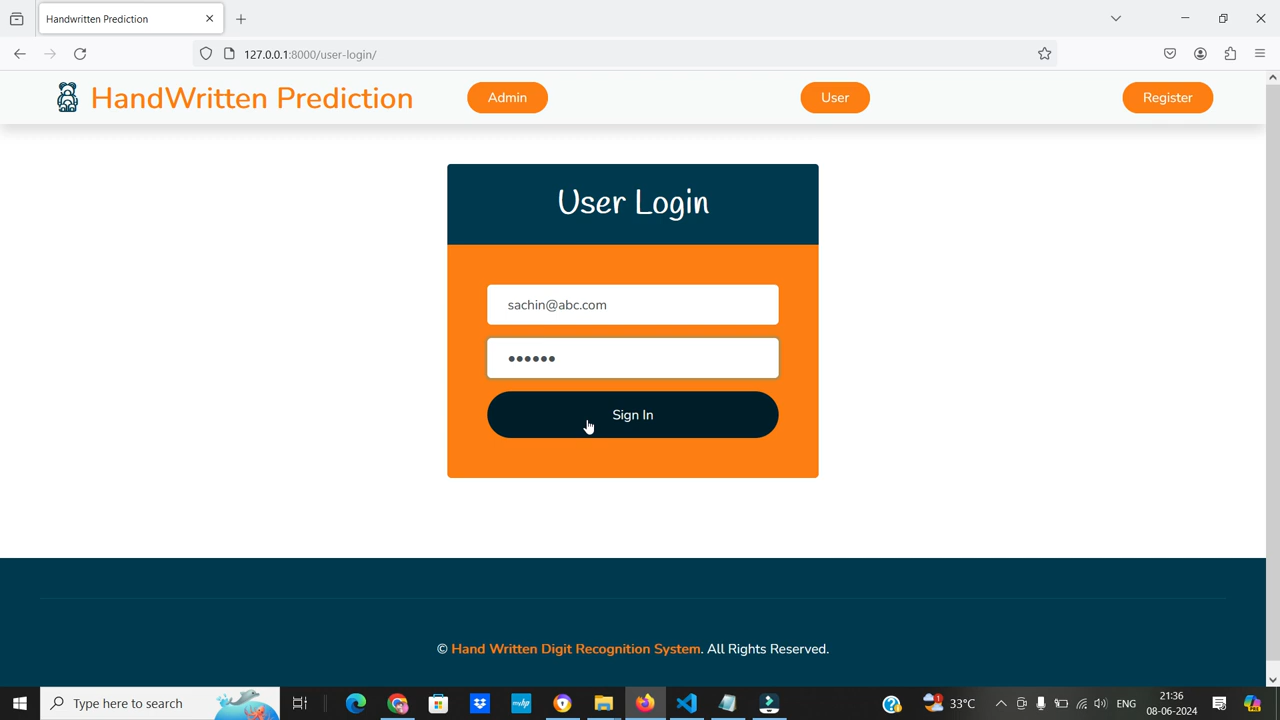 Handwritten Prediction
127.0.0.1:8000/user-login/
HandWritten Prediction
Admin
User
Register
User Login
sachin@abc.com
••••••
Sign In
© Hand Written Digit Recognition System. All Rights Reserved.
Type here to search
33°C
ENG
21:36
08-06-2024